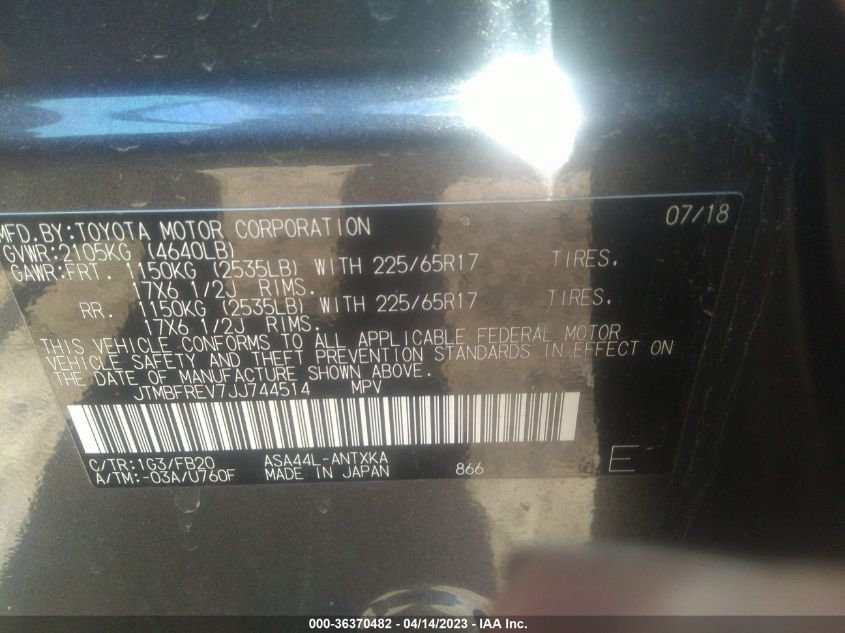 MFD.BY:TOYOTA MOTOR CORPORATION 07/18
GVWR:2105KG (4640LB)
GAWR:FRT. 1150KG (2535LB) WITH 225/65R17 TIRES,
17X6 1/2J RIMS.
RR. 1150KG (2535LB) WITH 225/65R17 TIRES,
17X6 1/2J RIMS.
THIS VEHICLE CONFORMS TO ALL APPLICABLE FEDERAL MOTOR
VEHICLE SAFETY AND THEFT PREVENTION STANDARDS IN EFFECT ON
THE DATE OF MANUFACTURE SHOWN ABOVE.
JTMBFREV7JJ744514 MPV
C/TR:1G3/FB20 ASA44L-ANTXKA
A/TM:-03A/U760F MADE IN JAPAN 866 E
000-36370482 - 04/14/2023 - IAA Inc.